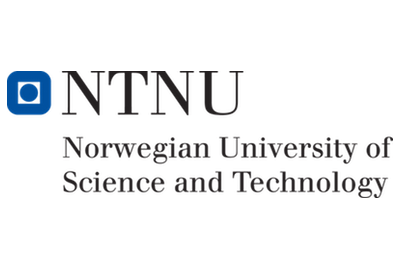 NTNU
Norwegian University of
Science and Technology